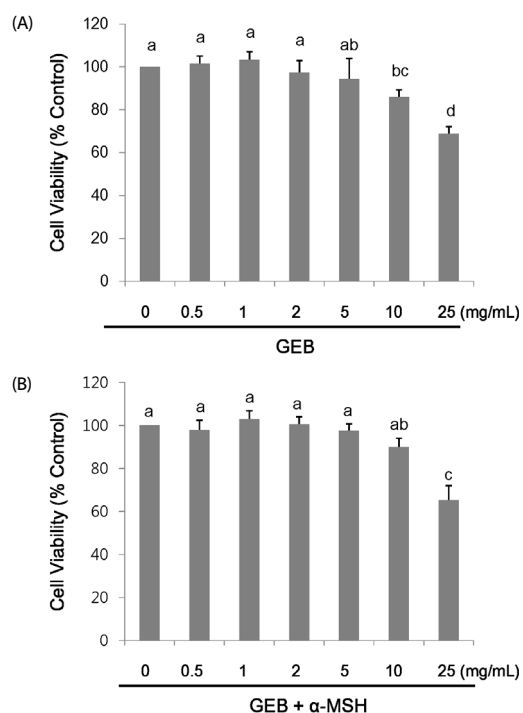 (A)
Cell Viability (% Control)
120
100
80
60
40
20
0
a a a a ab bc d
0 0.5 1 2 5 10 25 (mg/mL)
GEB
(B)
Cell Viability (% Control)
120
100
80
60
40
20
0
a a a a a ab c
0 0.5 1 2 5 10 25 (mg/mL)
GEB + α-MSH